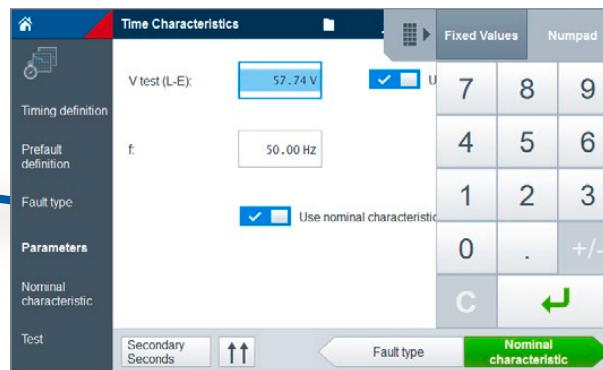 Time Characteristics
Fixed Values
Numpad
Timing definition
Prefault
definition
Fault type
Parameters
Nominal
characteristic
Test
V test (L-E):
57.74 V
U
f:
50.00 Hz
Use nominal characteristic
7
8
9
4
5
6
1
2
3
0
.
+/-
C
Secondary
Seconds
Fault type
Nominal
characteristic